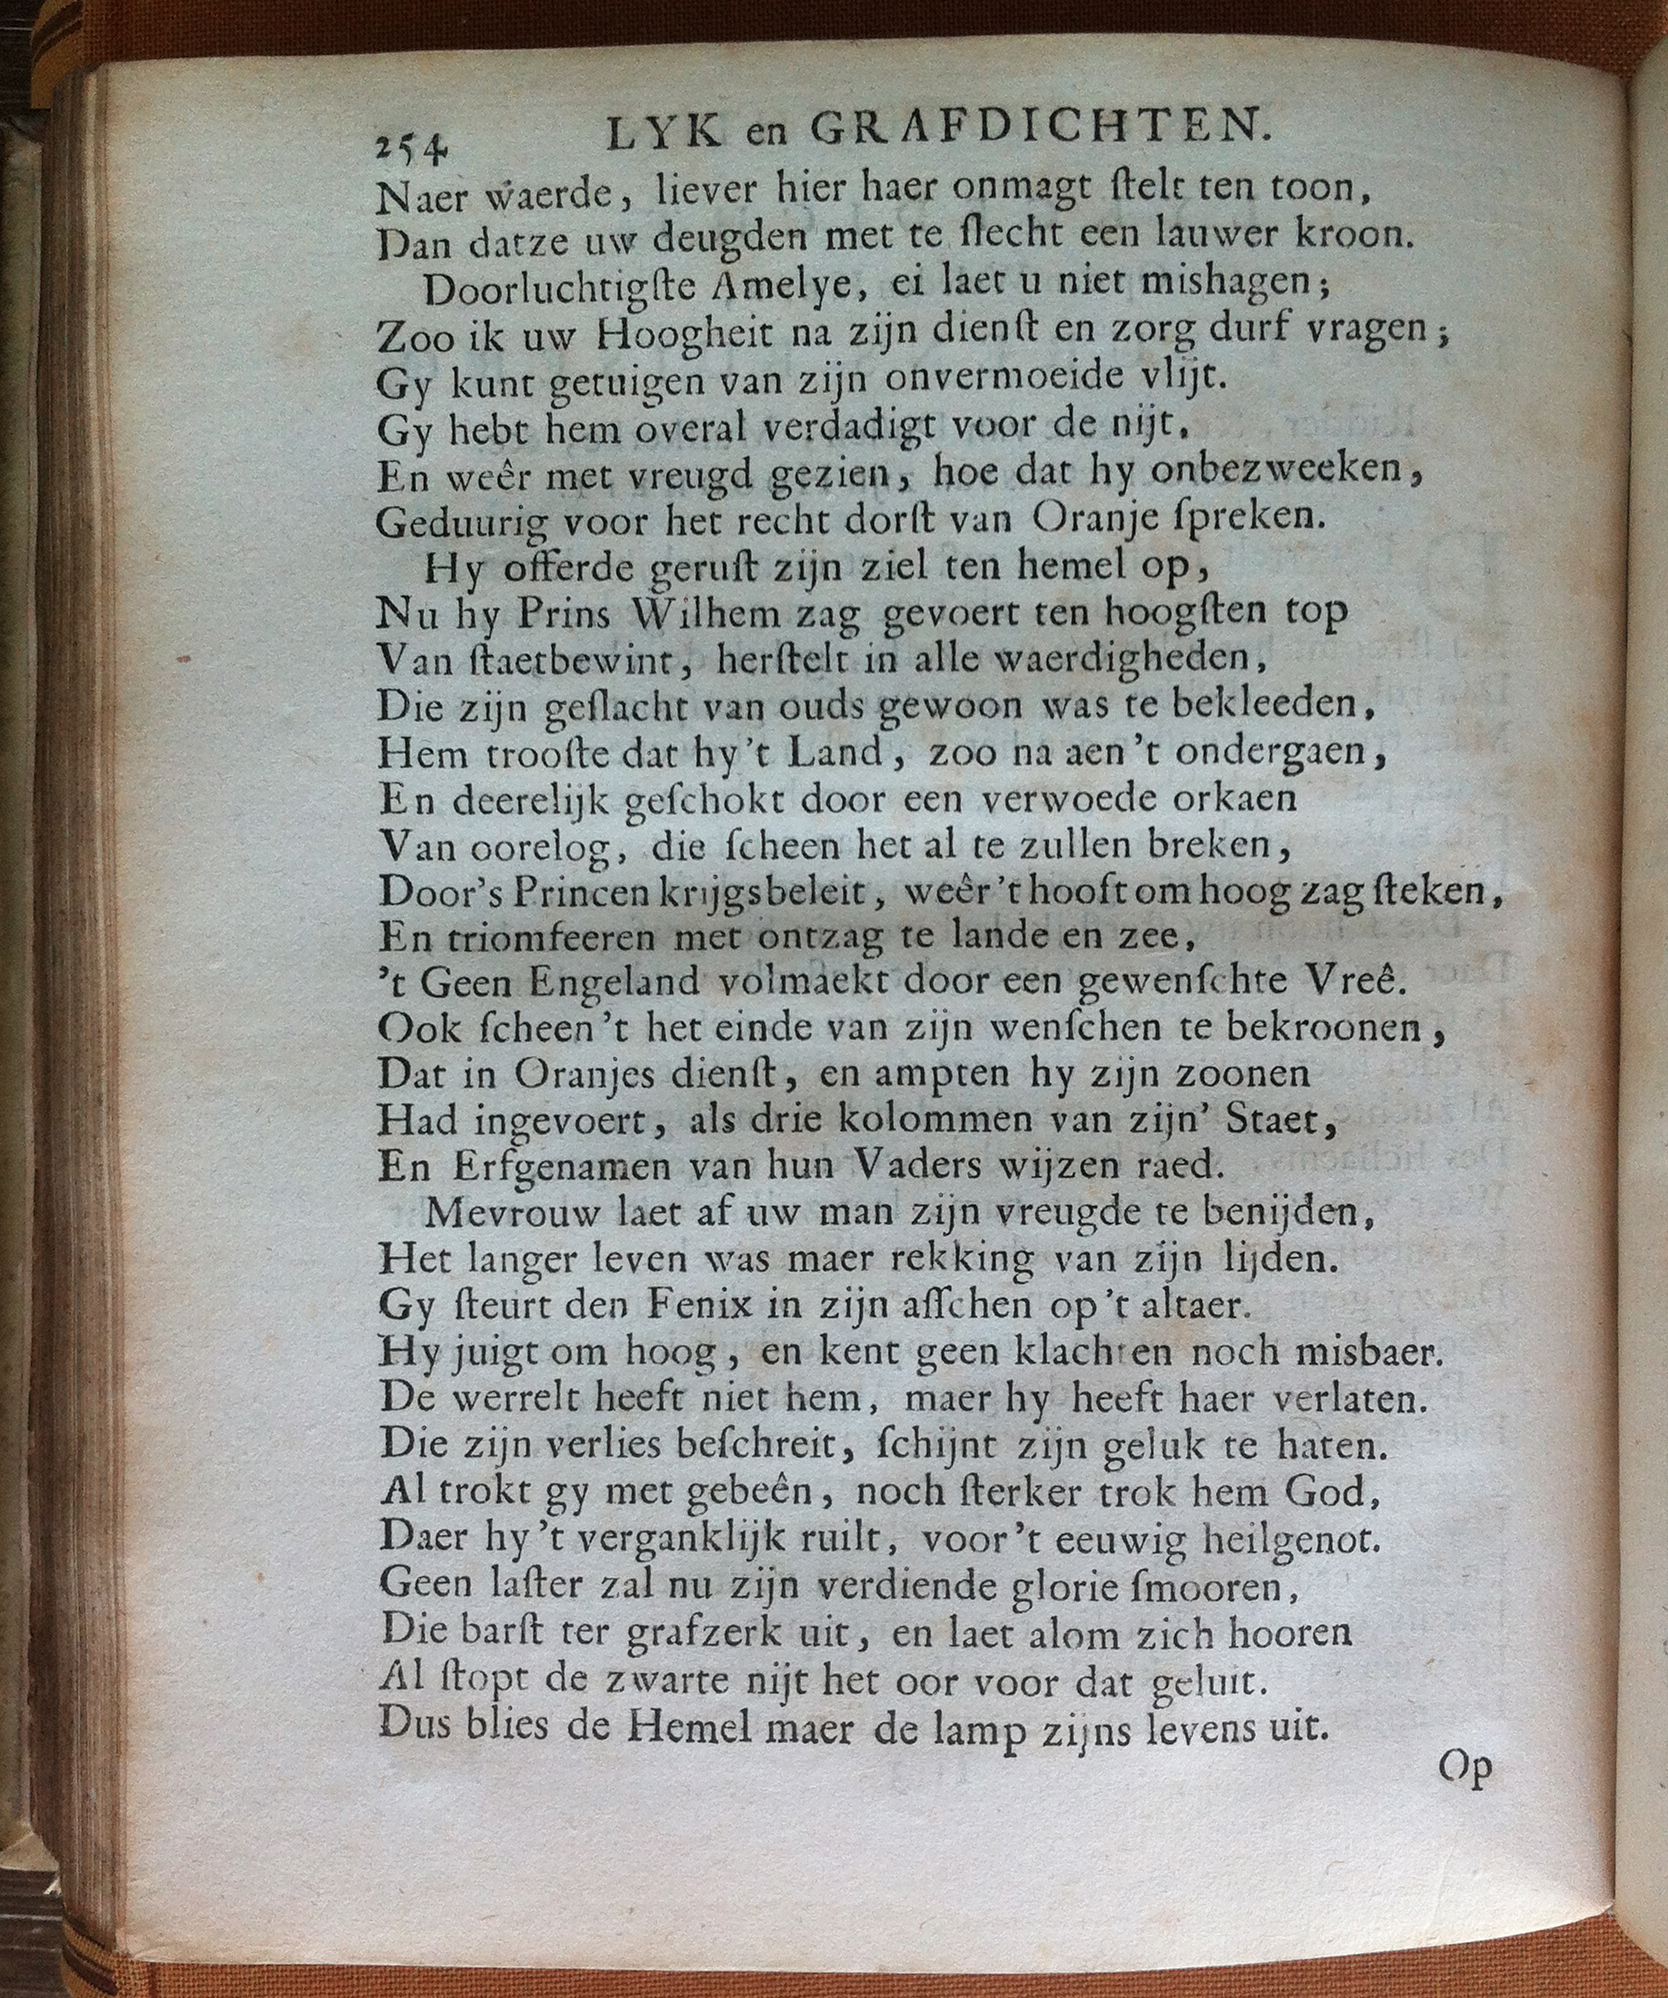 254 LYK en GRAFDICHTEN.
Naer waerde, liever hier haer onmagt ſtelt ten toon,
Dan datze uw deugden met te ſlecht een lauwer kroon.
Doorluchtigſte Amelye, ei laet u niet mishagen;
Zoo ik uw Hoogheit na zijn dienſt en zorg durf vragen;
Gy kunt getuigen van zijn onvermoeide vlijt.
Gy hebt hem overal verdadigt voor de nijt,
En weêr met vreugd gezien, hoe dat hy onbezweeken,
Geduurig voor het recht dorſt van Oranje ſpreken.
Hy offerde geruſt zijn ziel ten hemel op,
Nu hy Prins Wilhem zag gevoert ten hoogſten top
Van ſtaetbewint, herſtelt in alle waerdigheden,
Die zijn geſlacht van ouds gewoon was te bekleeden,
Hem trooſte dat hy't Land, zoo na aen't ondergaen,
En deerelijk geſchokt door een verwoede orkaen
Van oorelog, die ſcheen het al te zullen breken,
Door's Princen krijgsbeleit, weêr't hooft om hoog zag ſteken,
En triomfeeren met ontzag te lande en zee,
't Geen Engeland volmaekt door een gewenſchte Vreê.
Ook ſcheen't het einde van zijn wenſchen te bekroonen,
Dat in Oranjes dienſt, en ampten hy zijn zoonen
Had ingevoert, als drie kolommen van zijn' Staet,
En Erfgenamen van hun Vaders wijzen raed.
Mevrouw laet af uw man zijn vreugde te benijden,
Het langer leven was maer rekking van zijn lijden.
Gy ſteurt den Fenix in zijn aſſchen op't altaer.
Hy juigt om hoog, en kent geen klachten noch misbaer.
De werrelt heeft niet hem, maer hy heeft haer verlaten.
Die zijn verlies beſchreit, ſchijnt zijn geluk te haten.
Al trokt gy met gebeên, noch ſterker trok hem God,
Daer hy't verganklijk ruilt, voor't eeuwig heilgenot.
Geen laſter zal nu zijn verdiende glorie ſmooren,
Die barſt ter grafzerk uit, en laet alom zich hooren
Al ſtopt de zwarte nijt het oor voor dat geluit.
Dus blies de Hemel maer de lamp zijns levens uit.
Op